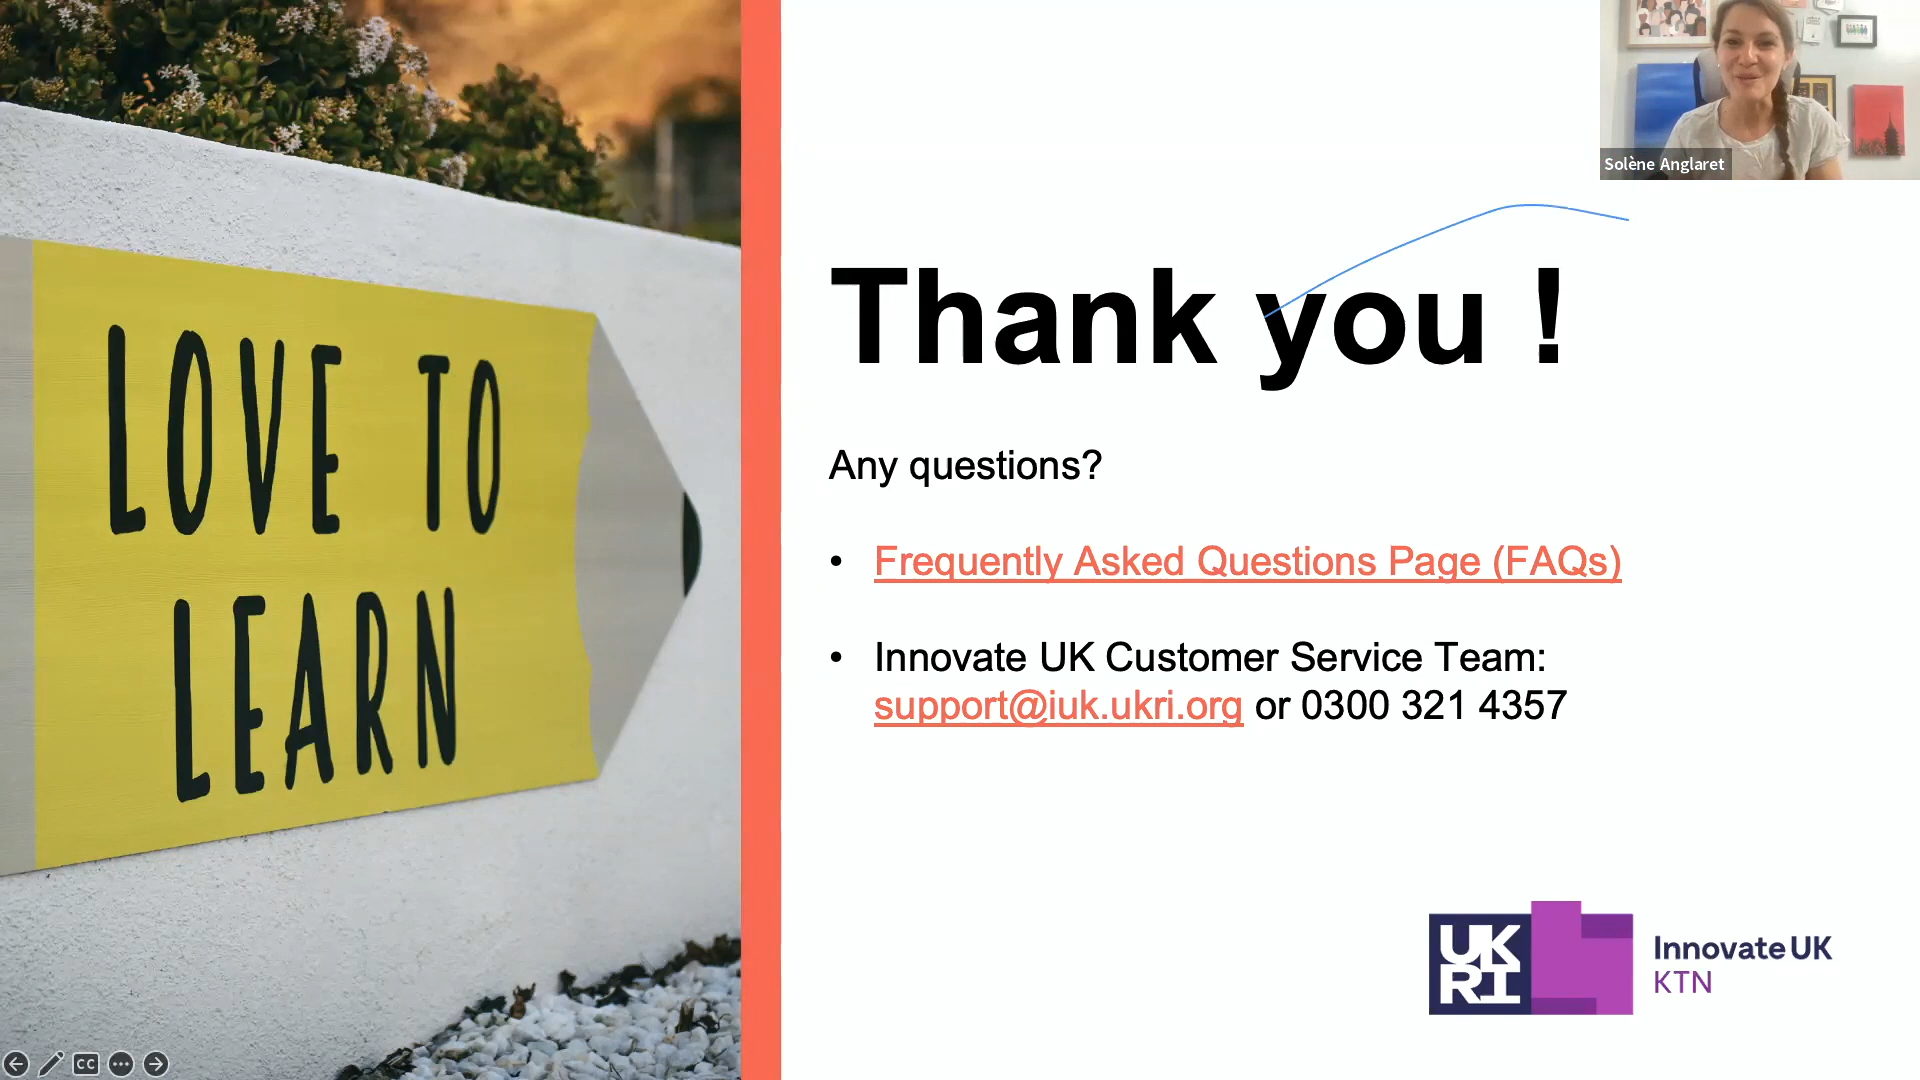 LOVE TO
LEARN
Solène Anglaret
Thank you !
Any questions?
• Frequently Asked Questions Page (FAQs)
• Innovate UK Customer Service Team:
support@iuk.ukri.org or 0300 321 4357
UK
RI
Innovate UK
KTN
CC